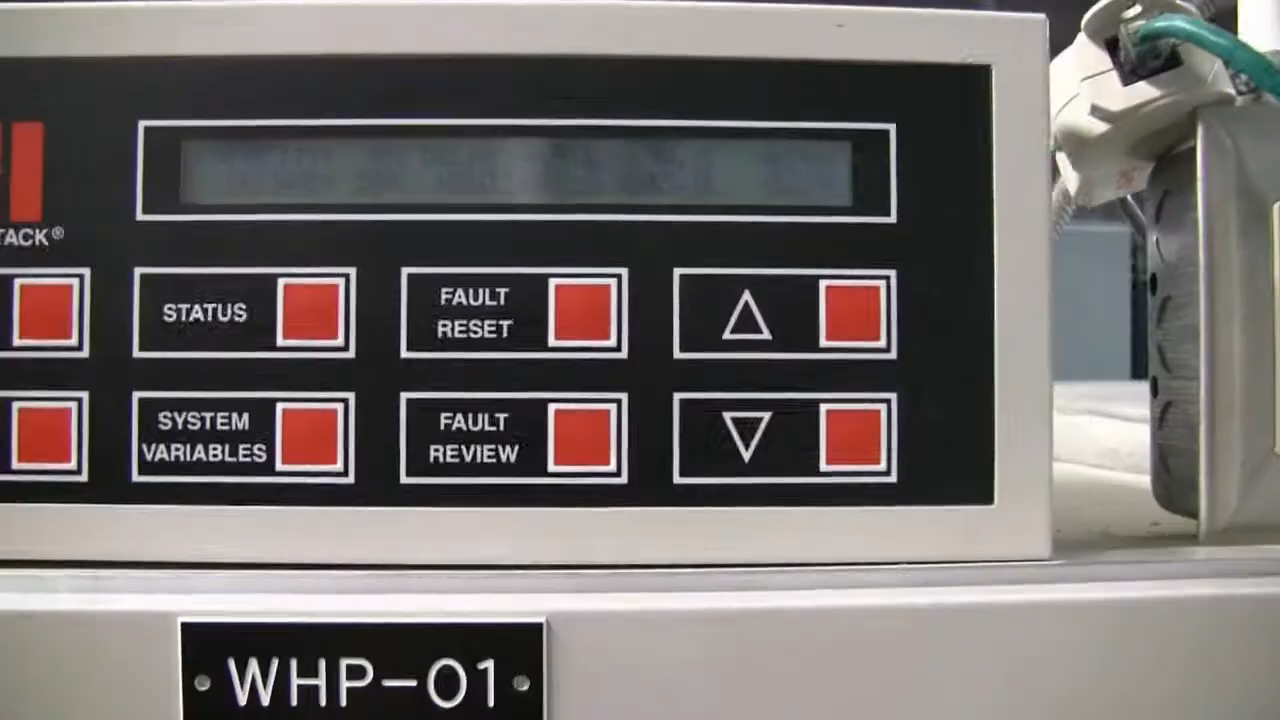 TACK®
STATUS
FAULT
RESET
SYSTEM
VARIABLES
FAULT
REVIEW
WHP-01